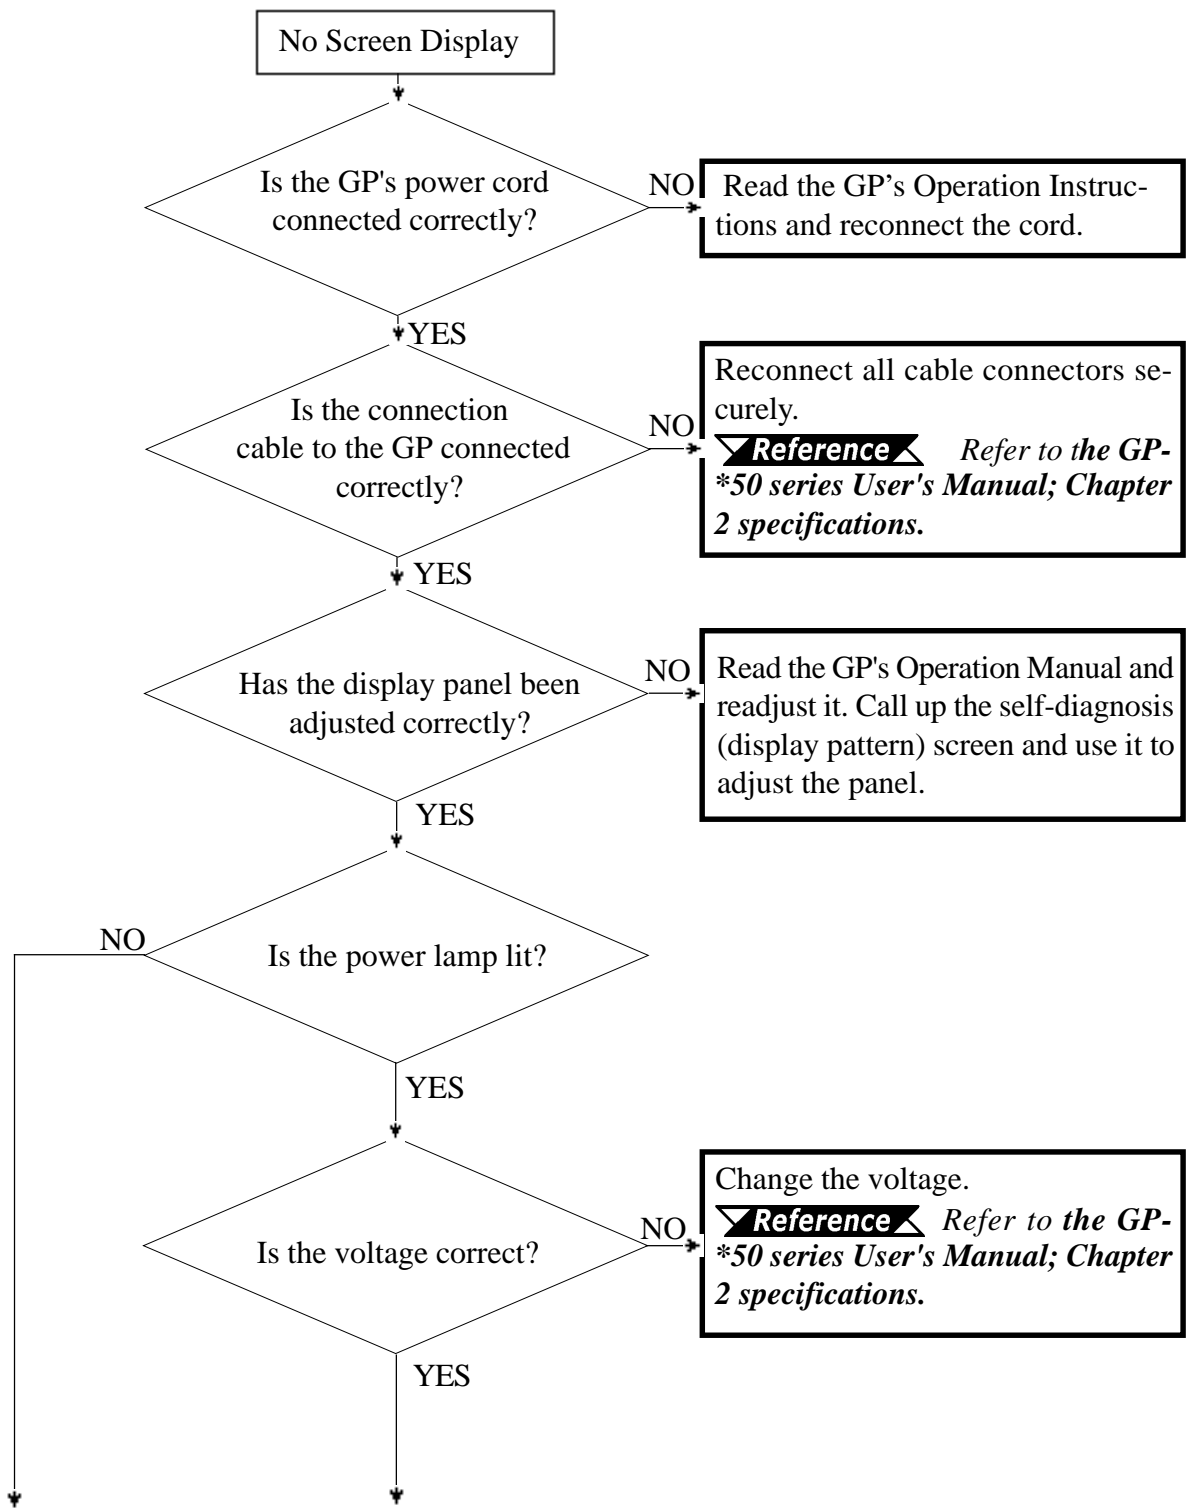 No Screen Display
Is the GP's power cord
connected correctly?
NO
Read the GP’s Operation Instruc-
tions and reconnect the cord.
YES
Is the connection
cable to the GP connected
correctly?
NO
Reconnect all cable connectors se-
curely.
Reference Refer to the GP-
*50 series User's Manual; Chapter
2 specifications.
YES
Has the display panel been
adjusted correctly?
NO
Read the GP's Operation Manual and
readjust it. Call up the self-diagnosis
(display pattern) screen and use it to
adjust the panel.
YES
NO
Is the power lamp lit?
YES
Is the voltage correct?
NO
Change the voltage.
Reference Refer to the GP-
*50 series User's Manual; Chapter
2 specifications.
YES